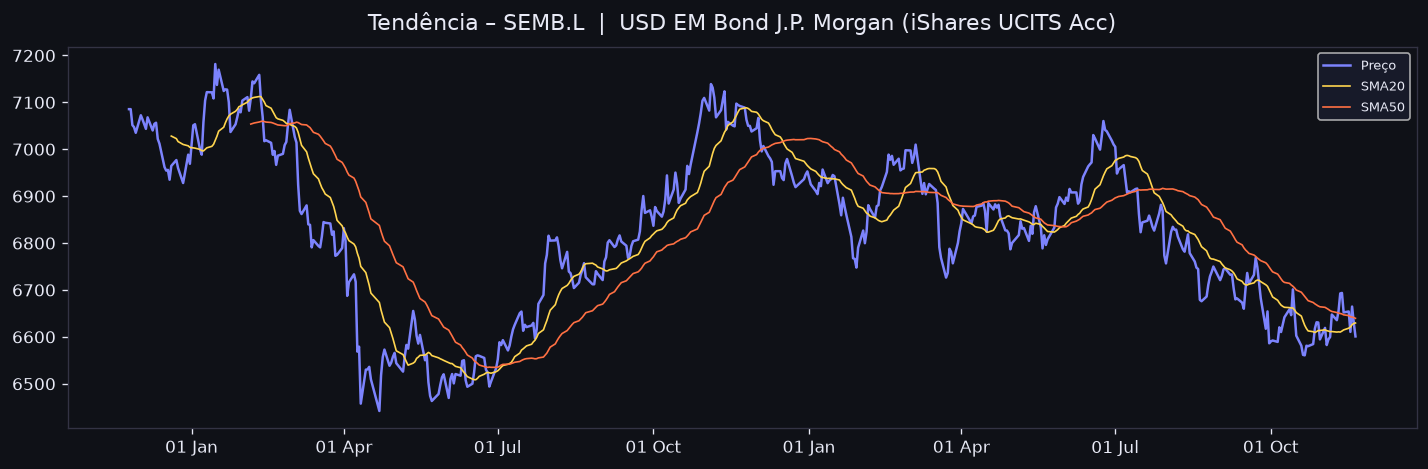 Tendência – SEMB.L | USD EM Bond J.P. Morgan (iShares UCITS Acc)
7200
7100
7000
6900
6800
6700
6600
6500
Preço
SMA20
SMA50
01 Jan
01 Apr
01 Jul
01 Oct
01 Jan
01 Apr
01 Jul
01 Oct